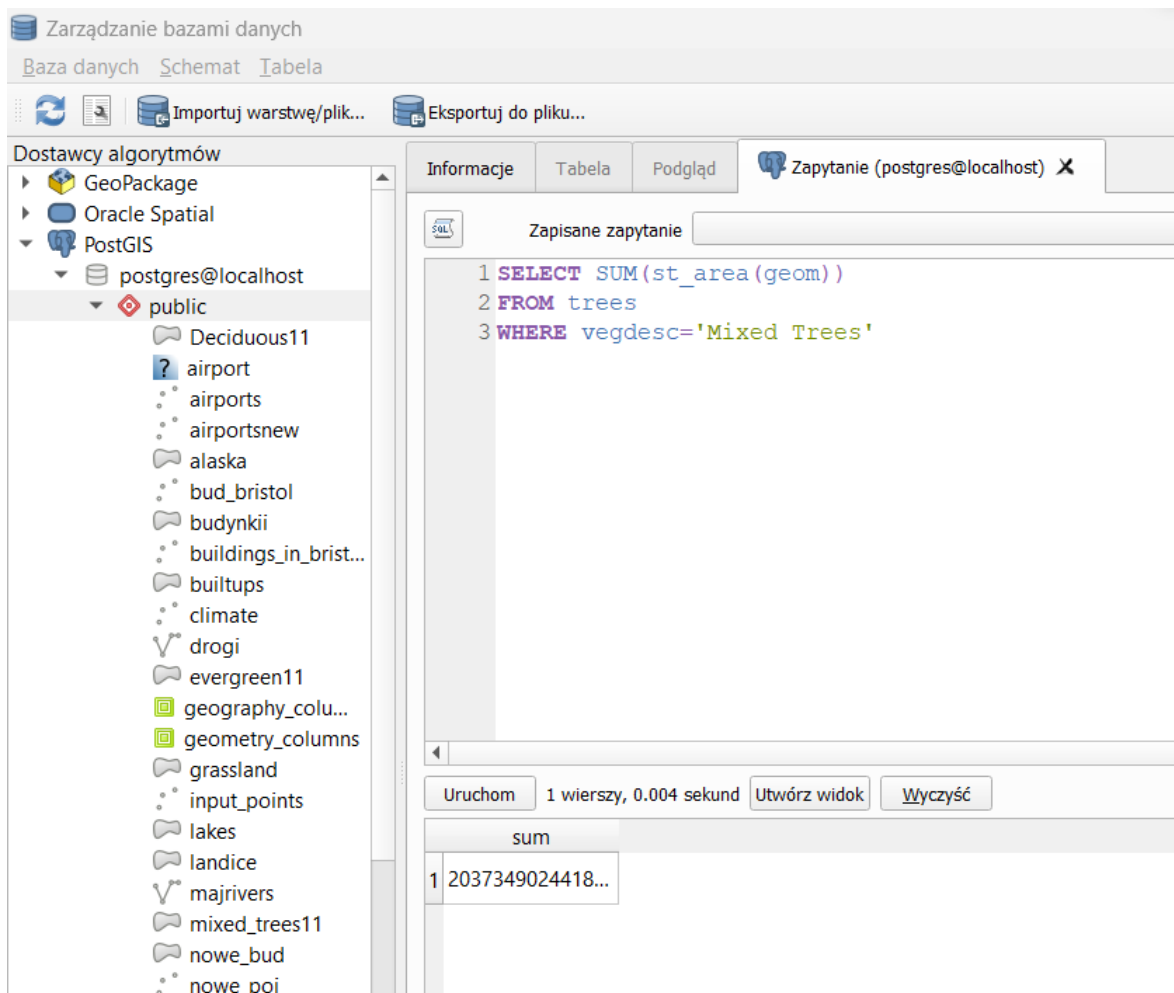 Zarządzanie bazami danych
Baza danych Schemat Tabela
Importuj warstwę/plik... Eksportuj do pliku...
Dostawcy algorytmów
GeoPackage
Oracle Spatial
PostGIS
postgres@localhost
public
Deciduous11
? airport
airports
airportsnew
alaska
bud_bristol
budynkii
buildings_in_brist...
builtups
climate
drogi
evergreen11
geography_colu...
geometry_columns
grassland
input_points
lakes
landice
majrivers
mixed_trees11
nowe_bud
nowe_poi
Informacje Tabela Podgląd Zapytanie (postgres@localhost) X
SQL Zapisane zapytanie
1 SELECT SUM(st_area(geom))
2 FROM trees
3 WHERE vegdesc='Mixed Trees'
Uruchom 1 wierszy, 0.004 sekund Utwórz widok Wyczyść
sum
1 2037349024418...